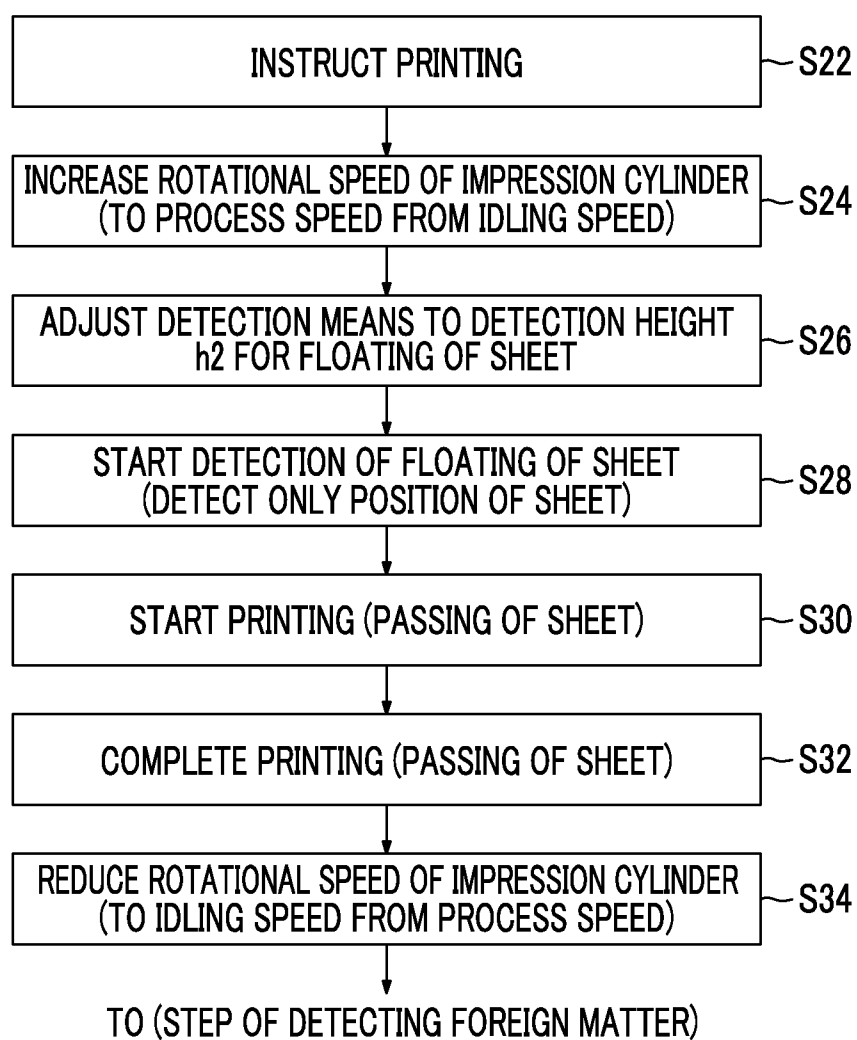 INSTRUCT PRINTING
S22
INCREASE ROTATIONAL SPEED OF IMPRESSION CYLINDER
(TO PROCESS SPEED FROM IDLING SPEED)
S24
ADJUST DETECTION MEANS TO DETECTION HEIGHT
h2 FOR FLOATING OF SHEET
S26
START DETECTION OF FLOATING OF SHEET
(DETECT ONLY POSITION OF SHEET)
S28
START PRINTING (PASSING OF SHEET)
S30
COMPLETE PRINTING (PASSING OF SHEET)
S32
REDUCE ROTATIONAL SPEED OF IMPRESSION CYLINDER
(TO IDLING SPEED FROM PROCESS SPEED)
S34
TO (STEP OF DETECTING FOREIGN MATTER)